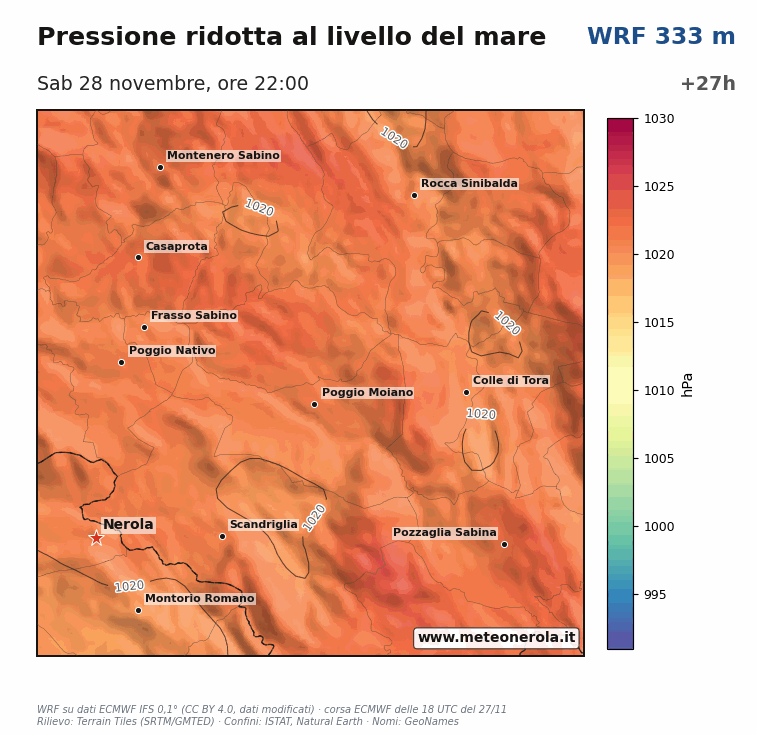 Pressione ridotta al livello del mare
WRF 333 m
Sab 28 novembre, ore 22:00
+27h
1020
Montenero Sabino
Rocca Sinibalda
1020
Casaprota
Frasso Sabino
1020
Poggio Nativo
Colle di Tora
Poggio Moiano
1020
Nerola
Scandriglia
1020
Pozzaglia Sabina
1020
Montorio Romano
www.meteonerola.it
1030
1025
1020
1015
1010
1005
1000
995
hPa
WRF su dati ECMWF IFS 0,1° (CC BY 4.0, dati modificati) · corsa ECMWF delle 18 UTC del 27/11
Rilievo: Terrain Tiles (SRTM/GMTED) · Confini: ISTAT, Natural Earth · Nomi: GeoNames